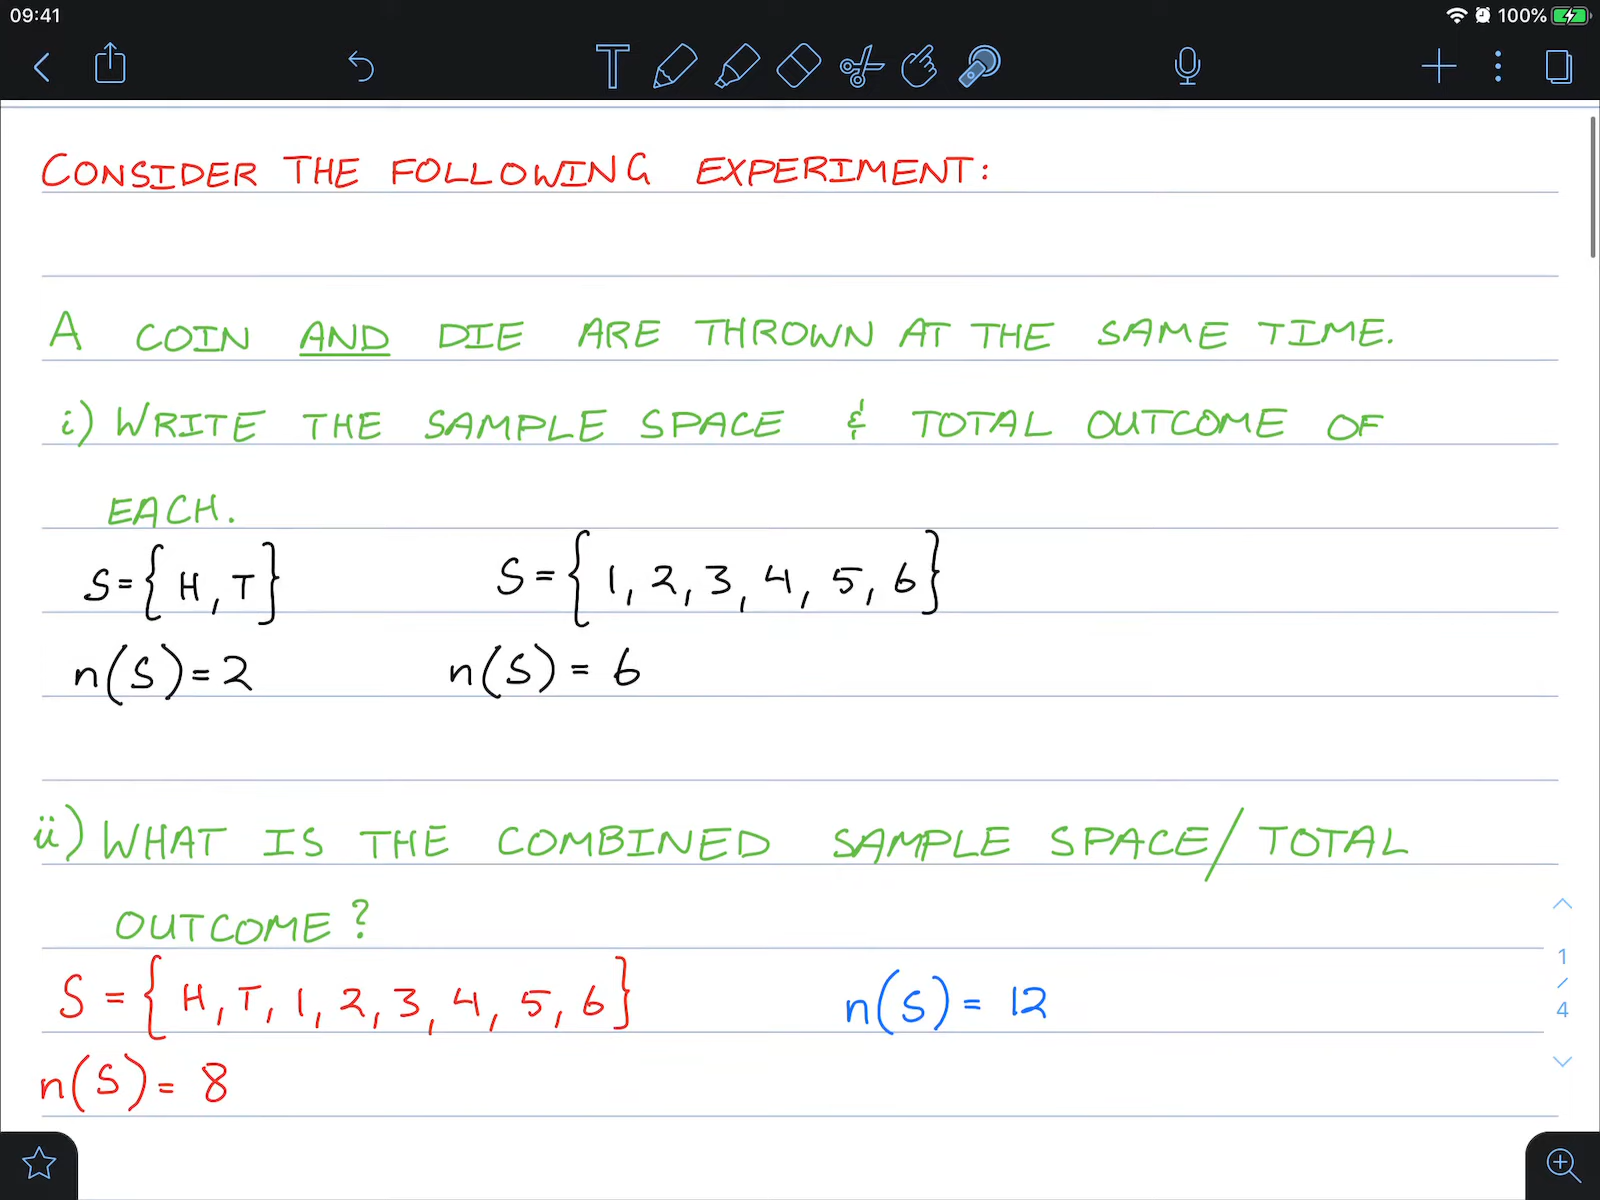 09:41
100%
CONSIDER THE FOLLOWING EXPERIMENT:
A COIN AND DIE ARE THROWN AT THE SAME TIME.
i) WRITE THE SAMPLE SPACE & TOTAL OUTCOME OF
EACH.
S={H,T} S={1,2,3,4,5,6}
n(S)=2 n(S)=6
ii) WHAT IS THE COMBINED SAMPLE SPACE/TOTAL
OUTCOME?
S={H,T,1,2,3,4,5,6} n(S)=12
n(S)=8
1/4